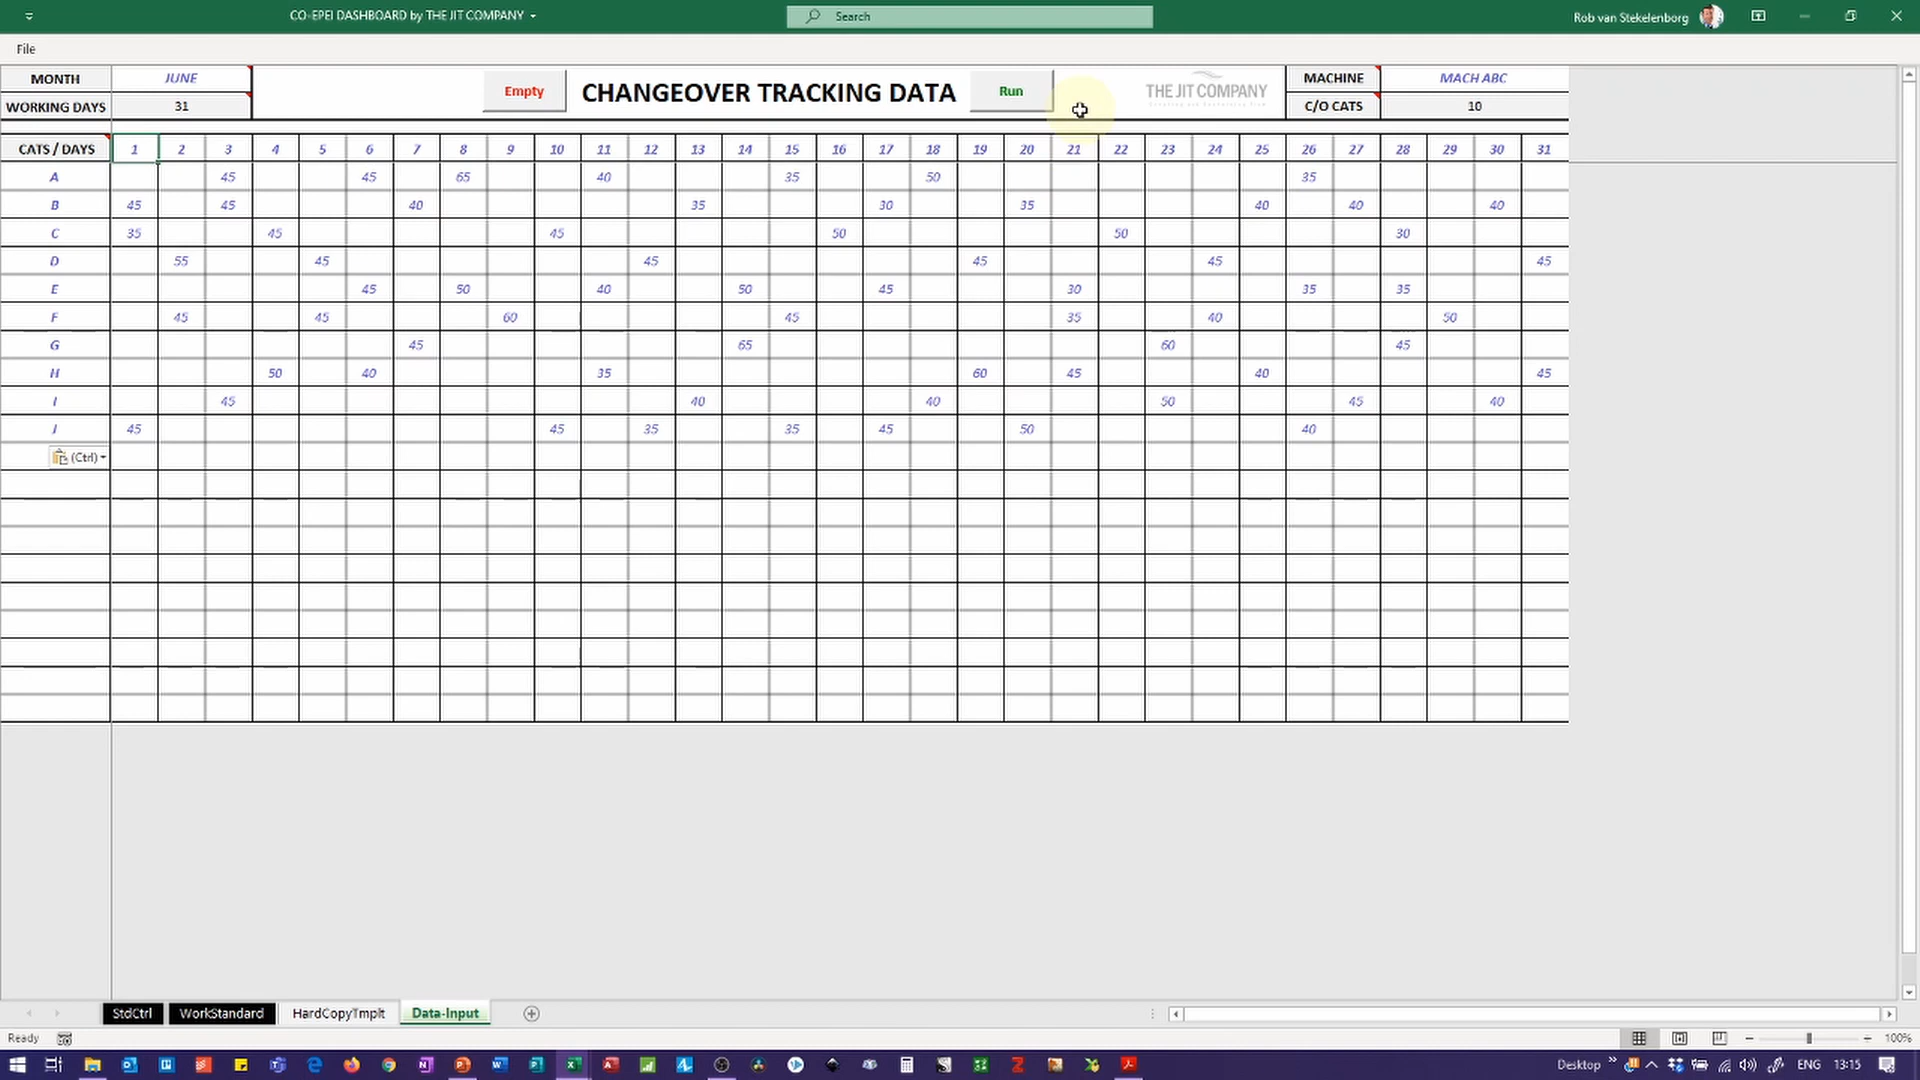 CO-EPEI DASHBOARD by THE JIT COMPANY
Search
Rob van Stekelenborg
File
MONTH JUNE Empty CHANGEOVER TRACKING DATA Run THE JIT COMPANY MACHINE MACH ABC
WORKING DAYS 31 C/O CATS 10
CATS / DAYS 1 2 3 4 5 6 7 8 9 10 11 12 13 14 15 16 17 18 19 20 21 22 23 24 25 26 27 28 29 30 31
A 45 45 65 40 35 50 35
B 45 45 40 35 30 35 40 40 40
C 35 45 45 50 50 30
D 55 45 45 45 45 45
E 45 50 40 50 45 30 35 35
F 45 45 60 45 35 40 50
G 45 65 60 45
H 50 40 35 60 45 40 45
I 45 40 40 50 45 40
J 45 45 35 35 45 50 40
(Ctrl)
StdCtrl WorkStandard HardCopyTmplt Data-Input
Ready 100%
Desktop ENG 13:15